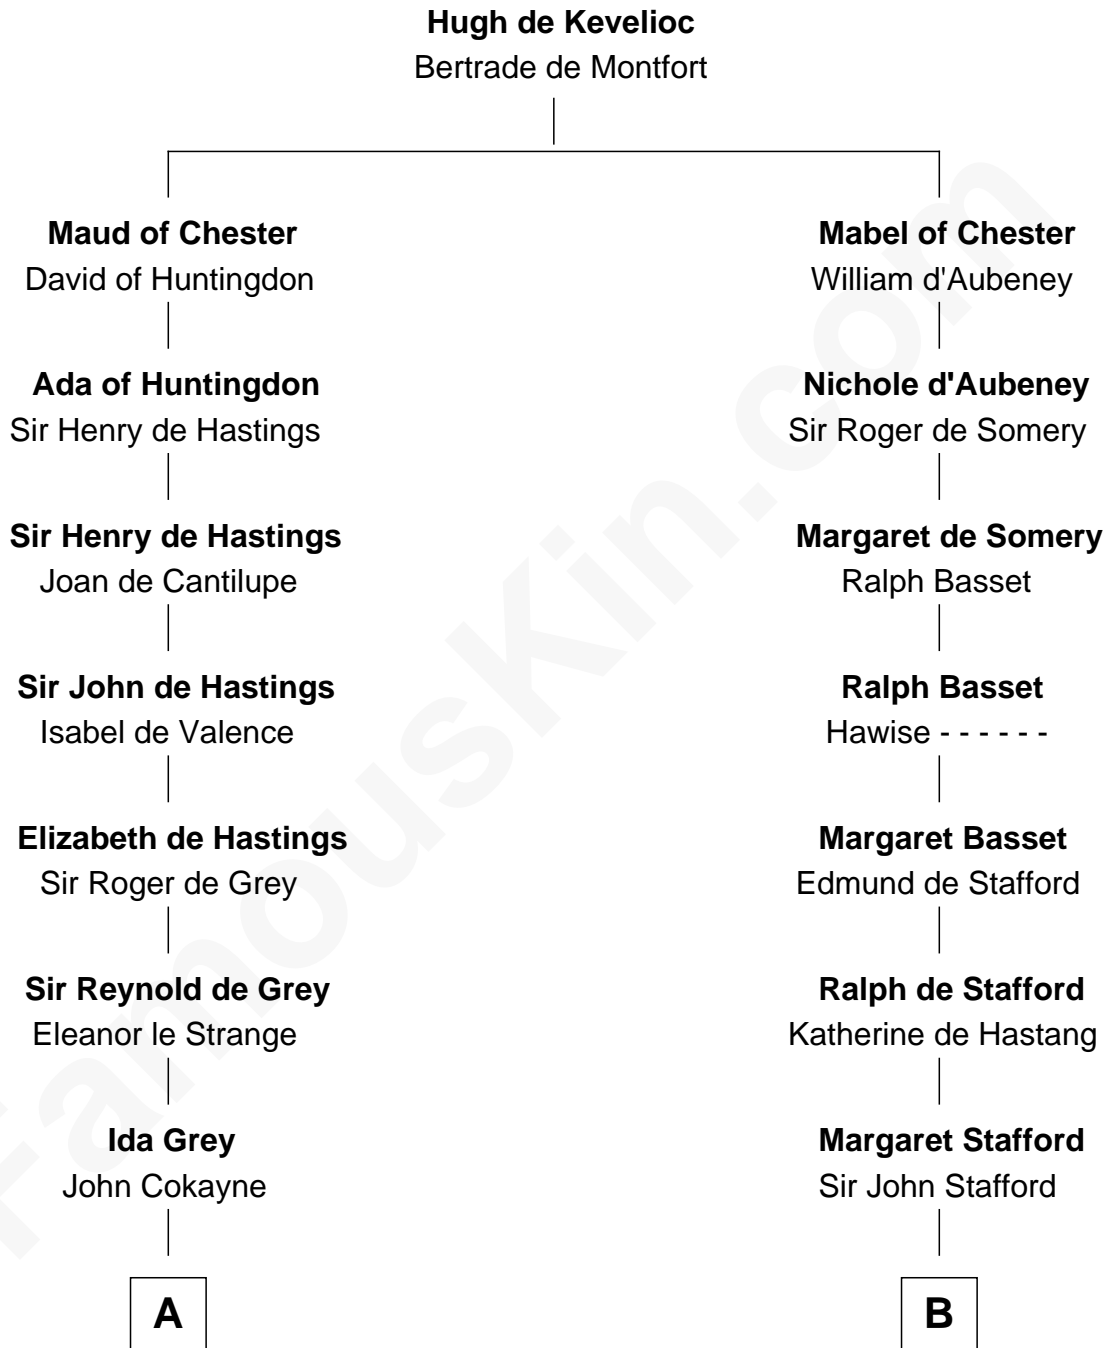 Hugh de Kevelioc
Bertrade de Montfort
Maud of Chester
David of Huntingdon
Mabel of Chester
William d'Aubeney
Ada of Huntingdon
Sir Henry de Hastings
Nichole d'Aubeney
Sir Roger de Somery
Sir Henry de Hastings
Joan de Cantilupe
Margaret de Somery
Ralph Basset
Sir John de Hastings
Isabel de Valence
Ralph Basset
Hawise - - - - - -
Elizabeth de Hastings
Sir Roger de Grey
Margaret Basset
Edmund de Stafford
Sir Reynold de Grey
Eleanor le Strange
Ralph de Stafford
Katherine de Hastang
Ida Grey
John Cokayne
Margaret Stafford
Sir John Stafford
A
B
FamousKin.com